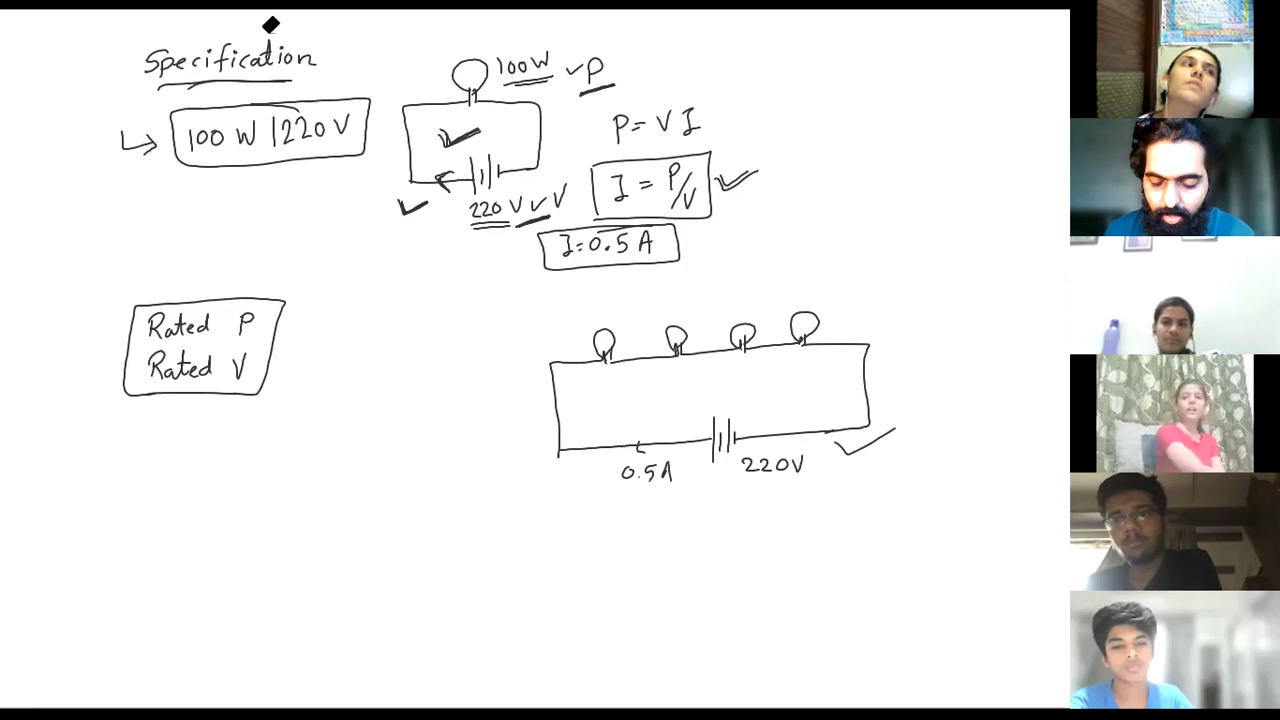 Specification
100 W | 220 V
100W ✓ P
P = V I
I = P/V
220 V ✓ V
I = 0.5 A
Rated P
Rated V
0.5A
220V